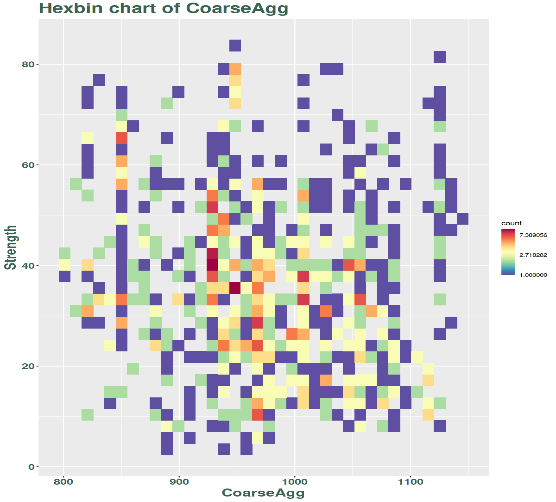 Hexbin chart of CoarseAgg
Strength
80
60
40
20
0
800 900 1000 1100
CoarseAgg
count
7.389056
2.718282
1.000000